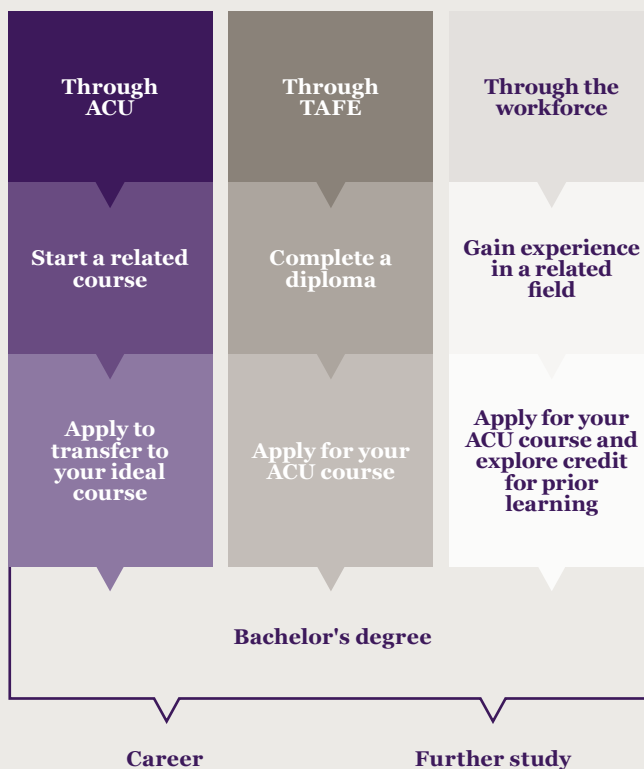 Through
ACU
Start a related
course
Apply to
transfer to
your ideal
course
Through
TAFE
Complete a
diploma
Apply for your
ACU course
Through the
workforce
Gain experience
in a related
field
Apply for your
ACU course and
explore credit
for prior
learning
Bachelor's degree
Career
Further study